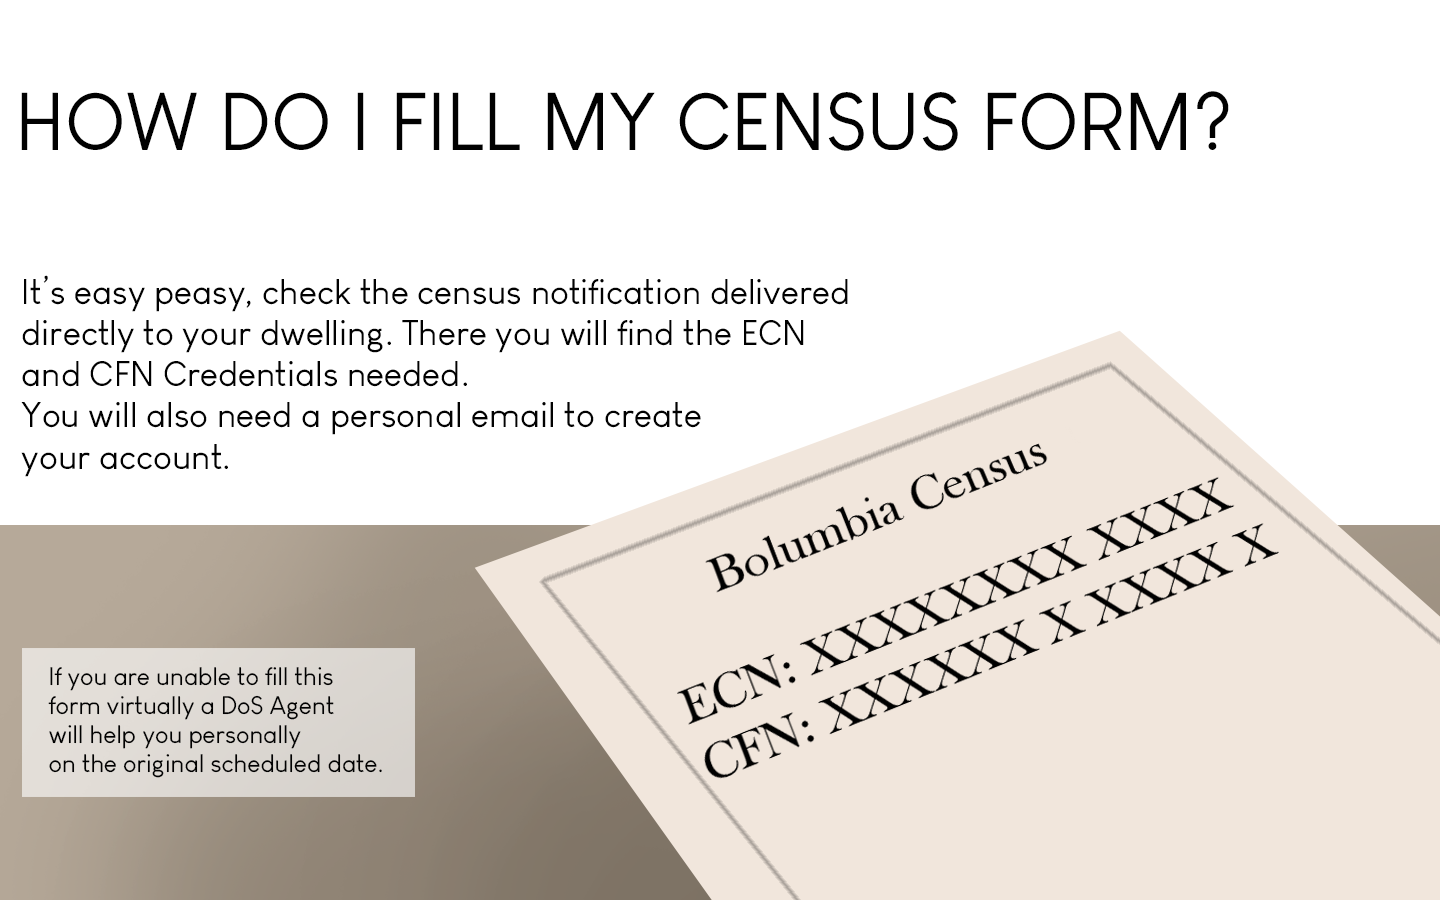 HOW DO I FILL MY CENSUS FORM?
It’s easy peasy, check the census notification delivered
directly to your dwelling. There you will find the ECN
and CFN Credentials needed.
You will also need a personal email to create
your account.
Bolumbia Census
ECN: XXXXXXXX XXXX
CFN: XXXXXX X XXXX X
If you are unable to fill this
form virtually a DoS Agent
will help you personally
on the original scheduled date.